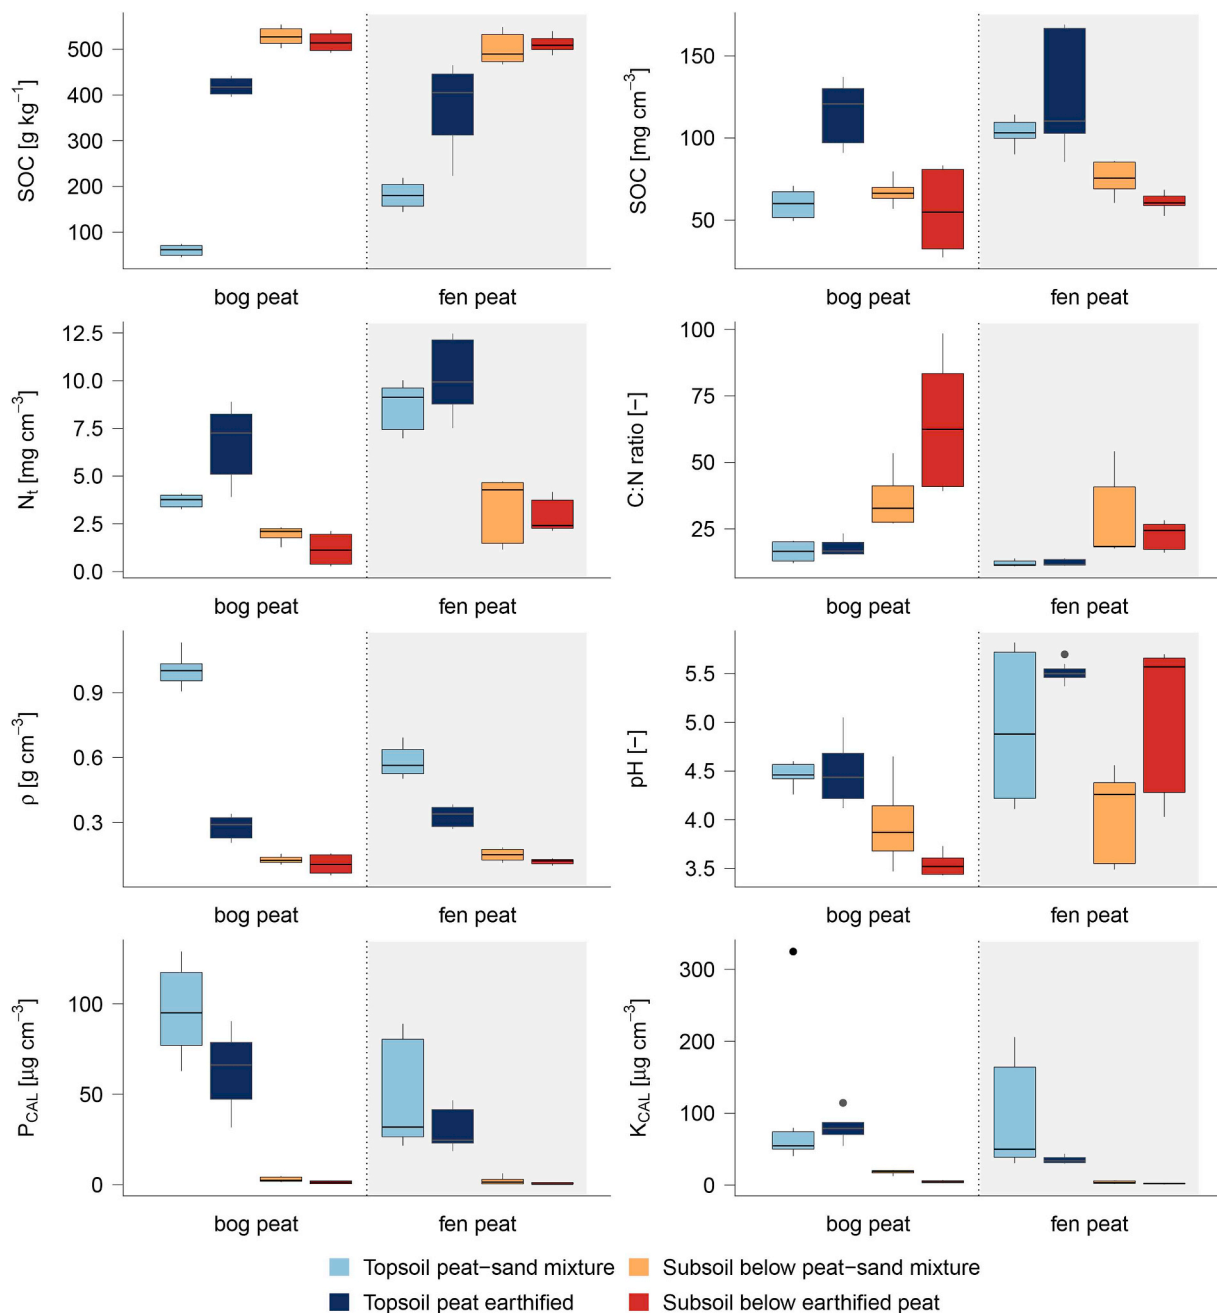 SOC [g kg⁻¹]
500
400
300
200
100
bog peat
fen peat
SOC [mg cm⁻³]
150
100
50
bog peat
fen peat
Nₜ [mg cm⁻³]
12.5
10.0
7.5
5.0
2.5
0.0
bog peat
fen peat
C:N ratio [−]
100
75
50
25
bog peat
fen peat
ρ [g cm⁻³]
0.9
0.6
0.3
bog peat
fen peat
pH [−]
5.5
5.0
4.5
4.0
3.5
bog peat
fen peat
P_CAL [µg cm⁻³]
100
50
0
bog peat
fen peat
K_CAL [µg cm⁻³]
300
200
100
0
bog peat
fen peat
Topsoil peat−sand mixture
Subsoil below peat−sand mixture
Topsoil peat earthified
Subsoil below earthified peat